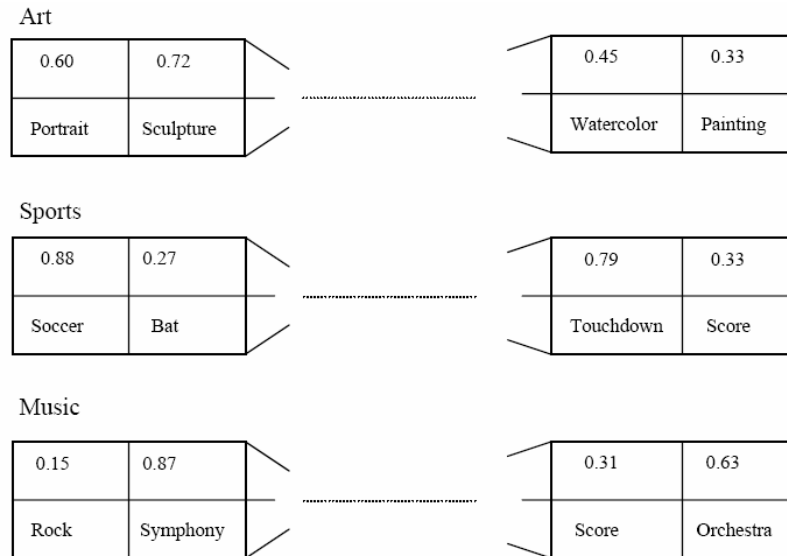 Art
0.60 0.72 0.45 0.33
Portrait Sculpture Watercolor Painting
Sports
0.88 0.27 0.79 0.33
Soccer Bat Touchdown Score
Music
0.15 0.87 0.31 0.63
Rock Symphony Score Orchestra